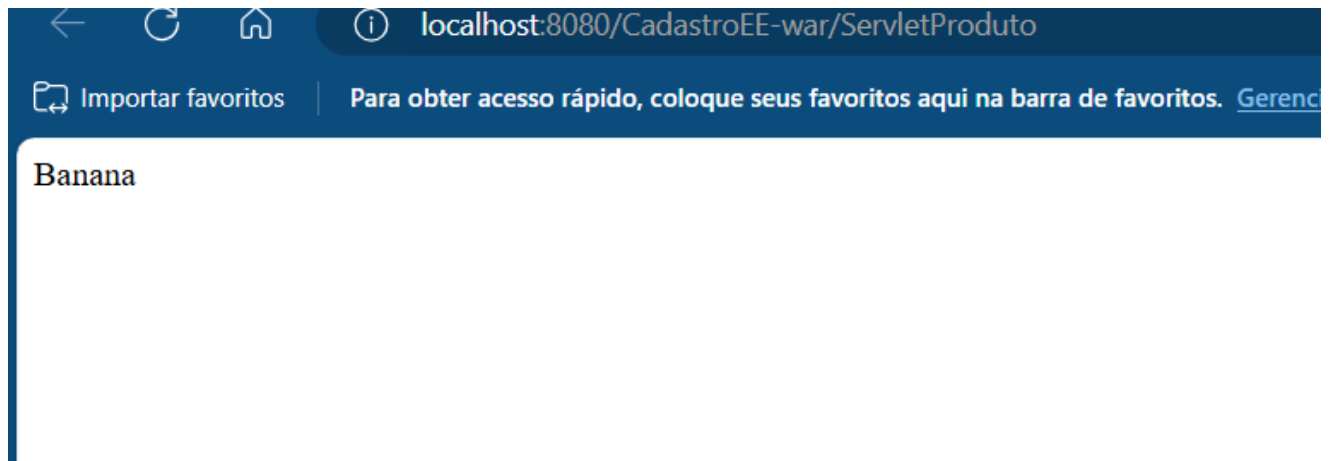 localhost:8080/CadastroEE-war/ServletProduto
Importar favoritos Para obter acesso rápido, coloque seus favoritos aqui na barra de favoritos. Gerenci
Banana